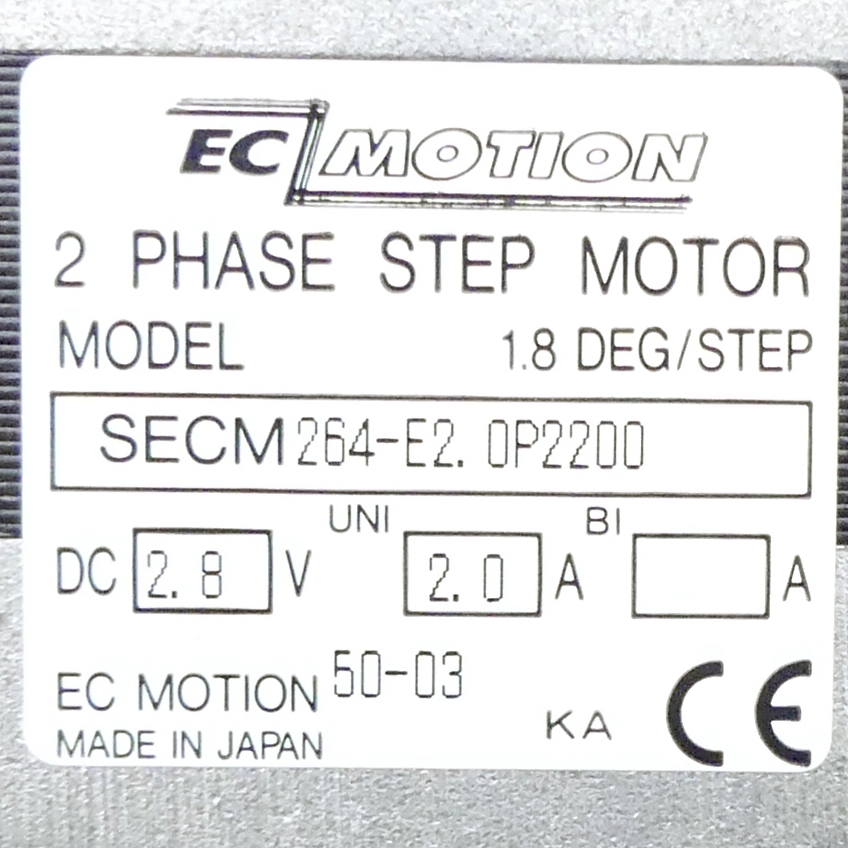 EC MOTION
2 PHASE STEP MOTOR
MODEL 1.8 DEG/STEP
SECM264-E2.0P2200
UNI BI
DC 2.8 V 2.0 A A
EC MOTION 50-03
KA CE
MADE IN JAPAN